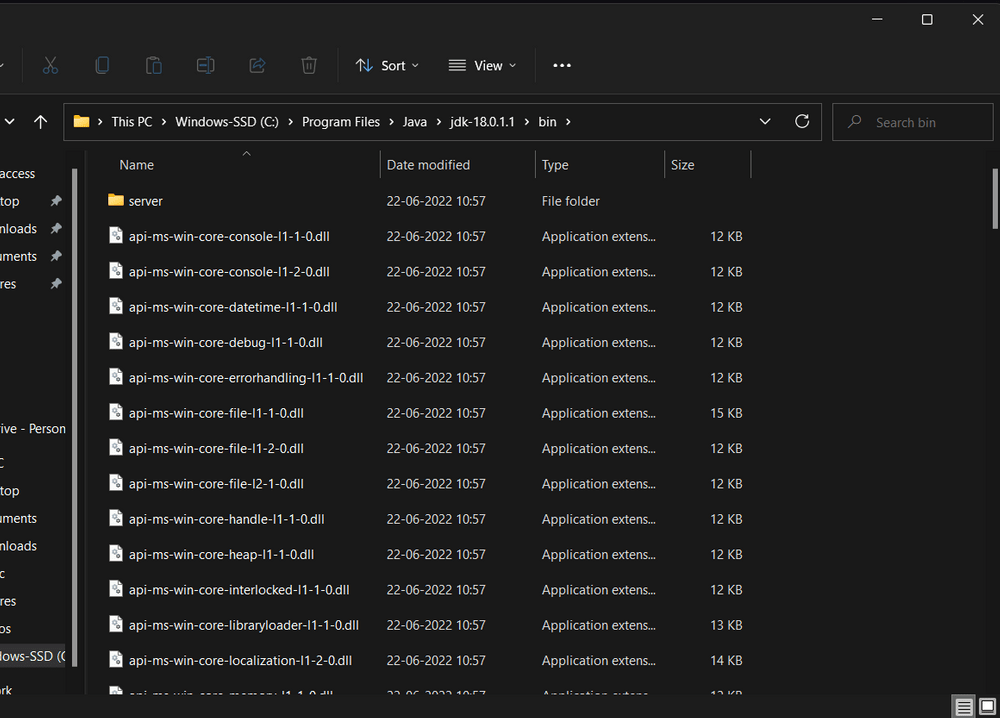 Sort View
This PC Windows-SSD (C:) Program Files Java jdk-18.0.1.1 bin
Search bin
access
top
nloads
uments
res
ive - Person
C
top
uments
nloads
c
res
os
dows-SSD (C
rk
Name Date modified Type Size
server 22-06-2022 10:57 File folder
api-ms-win-core-console-l1-1-0.dll 22-06-2022 10:57 Application extens... 12 KB
api-ms-win-core-console-l1-2-0.dll 22-06-2022 10:57 Application extens... 12 KB
api-ms-win-core-datetime-l1-1-0.dll 22-06-2022 10:57 Application extens... 12 KB
api-ms-win-core-debug-l1-1-0.dll 22-06-2022 10:57 Application extens... 12 KB
api-ms-win-core-errorhandling-l1-1-0.dll 22-06-2022 10:57 Application extens... 12 KB
api-ms-win-core-file-l1-1-0.dll 22-06-2022 10:57 Application extens... 15 KB
api-ms-win-core-file-l1-2-0.dll 22-06-2022 10:57 Application extens... 12 KB
api-ms-win-core-file-l2-1-0.dll 22-06-2022 10:57 Application extens... 12 KB
api-ms-win-core-handle-l1-1-0.dll 22-06-2022 10:57 Application extens... 12 KB
api-ms-win-core-heap-l1-1-0.dll 22-06-2022 10:57 Application extens... 12 KB
api-ms-win-core-interlocked-l1-1-0.dll 22-06-2022 10:57 Application extens... 12 KB
api-ms-win-core-libraryloader-l1-1-0.dll 22-06-2022 10:57 Application extens... 13 KB
api-ms-win-core-localization-l1-2-0.dll 22-06-2022 10:57 Application extens... 14 KB